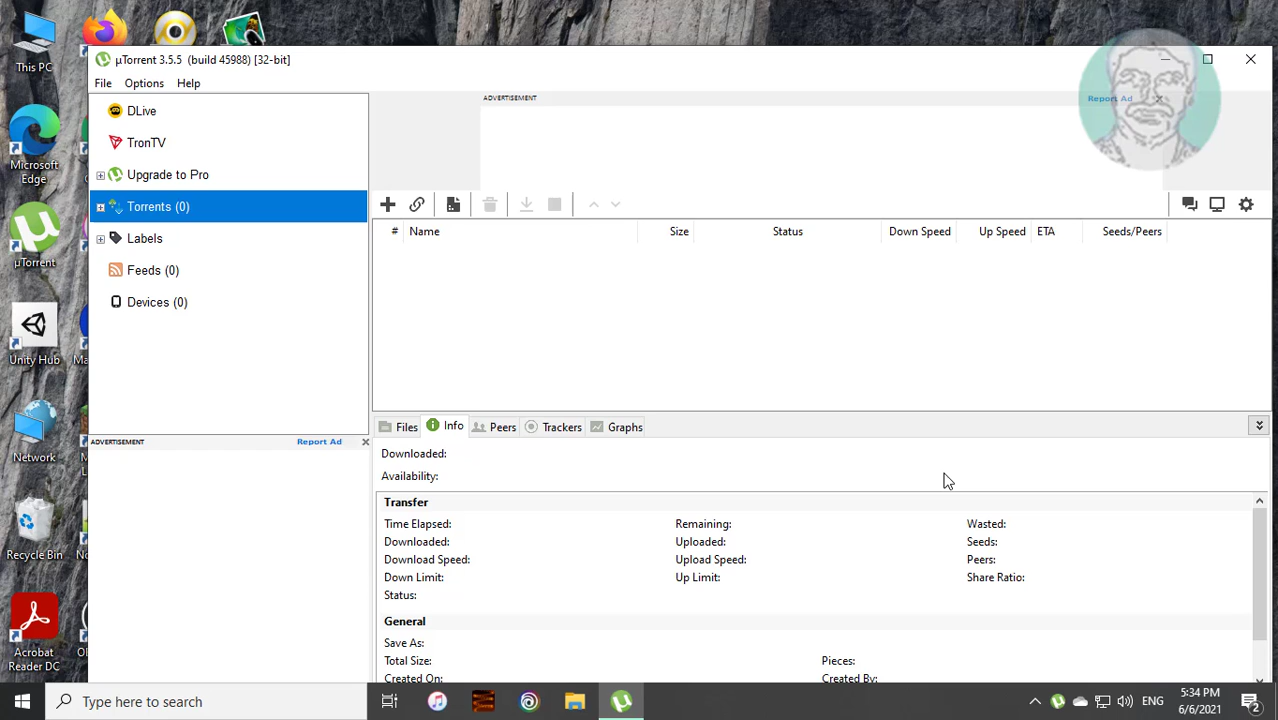 This PC
µTorrent 3.5.5 (build 45988) [32-bit]
File Options Help
ADVERTISEMENT
Report Ad
DLive
TronTV
Upgrade to Pro
Torrents (0)
Labels
Feeds (0)
Devices (0)
# Name Size Status Down Speed Up Speed ETA Seeds/Peers
Microsoft
Edge
µTorrent
Unity Hub
Network
Recycle Bin
Acrobat
Reader DC
ADVERTISEMENT Report Ad
Files Info Peers Trackers Graphs
Downloaded:
Availability:
Transfer
Time Elapsed: Remaining: Wasted:
Downloaded: Uploaded: Seeds:
Download Speed: Upload Speed: Peers:
Down Limit: Up Limit: Share Ratio:
Status:
General
Save As:
Total Size: Pieces:
Created On: Created By:
Type here to search
ENG
5:34 PM
6/6/2021
2